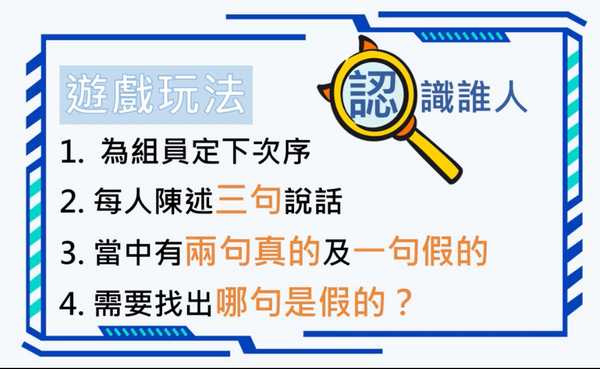 遊戲玩法
認識誰人
1. 為組員定下次序
2. 每人陳述三句說話
3. 當中有兩句真的及一句假的
4. 需要找出哪句是假的？